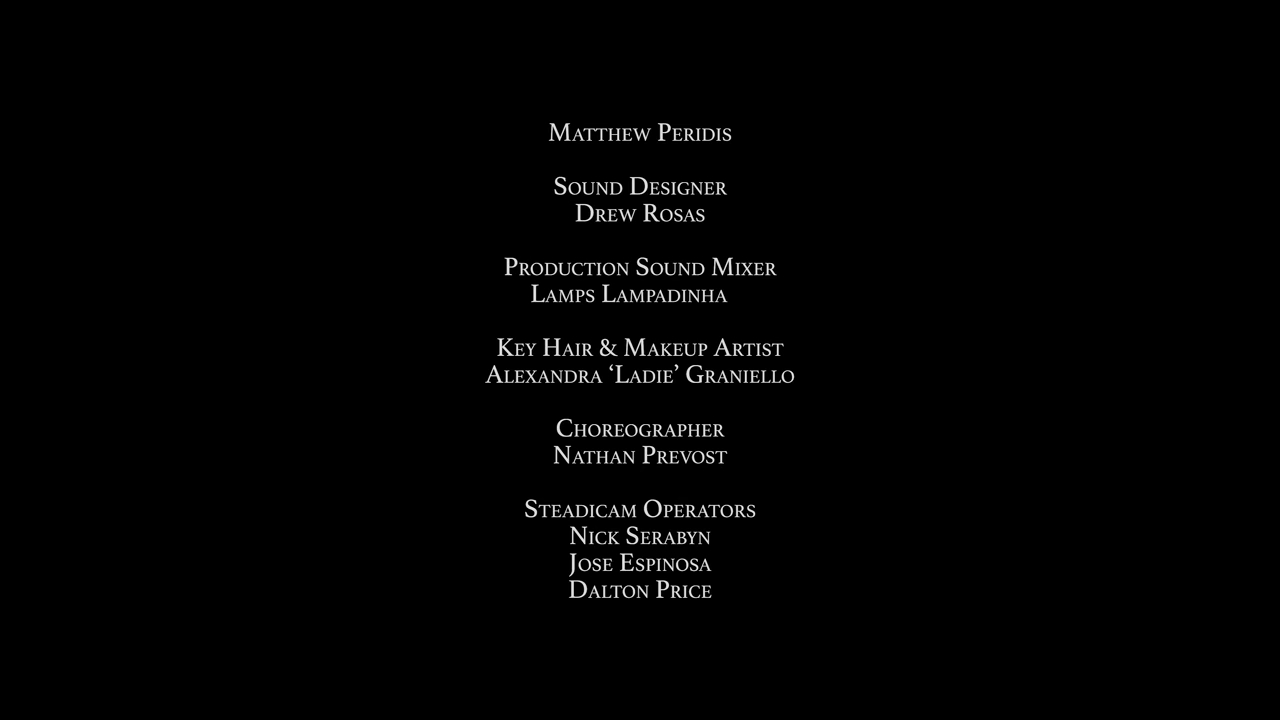 Matthew Peridis
Sound Designer
Drew Rosas
Production Sound Mixer
Lamps Lampadinha
Key Hair & Makeup Artist
Alexandra ‘Ladie’ Graniello
Choreographer
Nathan Prevost
Steadicam Operators
Nick Serabyn
Jose Espinosa
Dalton Price